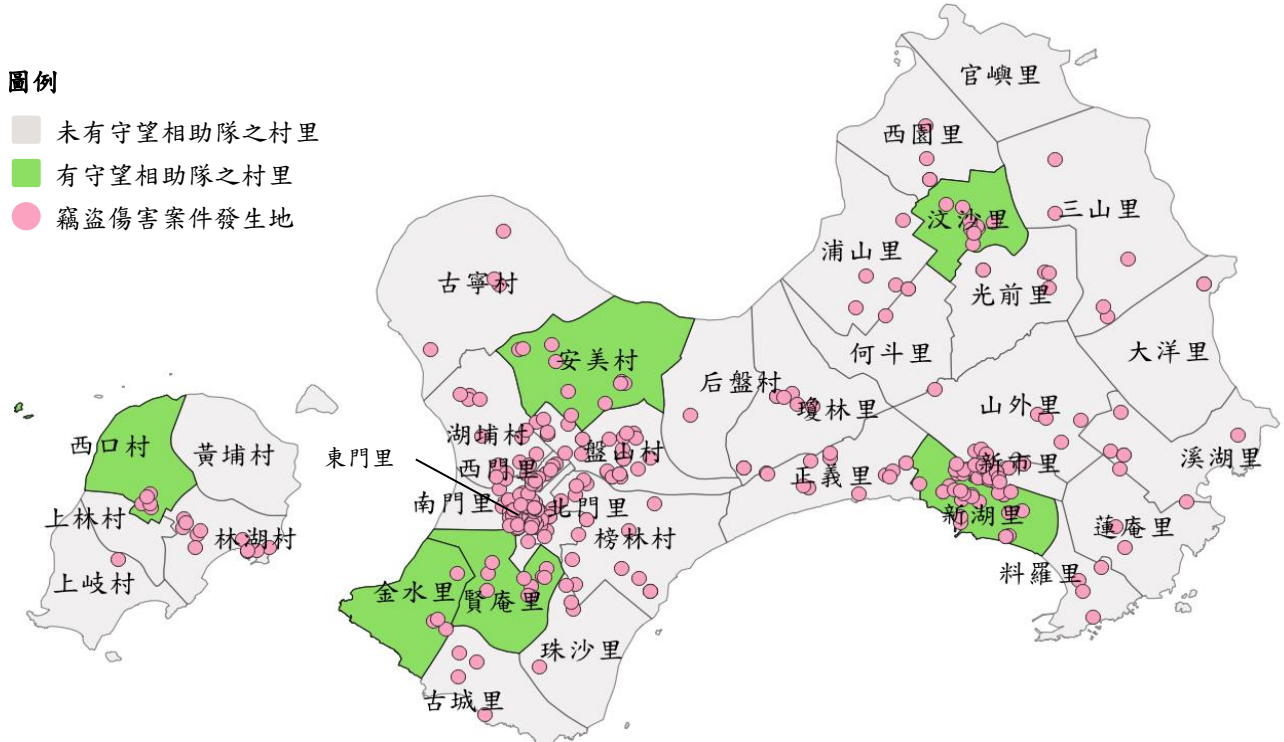 圖例
未有守望相助隊之村里
有守望相助隊之村里
竊盜傷害案件發生地
官嶼里
西園里
三山里
汶沙里
浦山里
光前里
古寧村
何斗里
大洋里
安美村
后盤村
瓊林里
山外里
湖埔村
盤山村
西口村
黃埔村
東門里
西門里
正義里
新市里
溪湖里
南門里
北門里
上林村
新湖里
林湖村
榜林村
蓮庵里
上岐村
金水里
賢庵里
料羅里
珠沙里
古城里